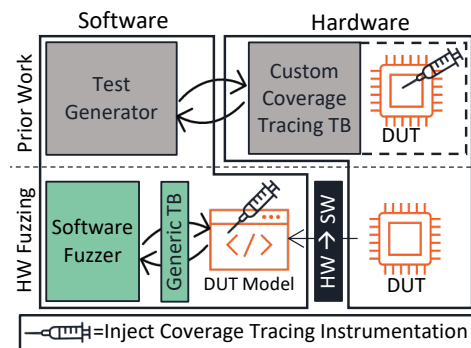 Software
Hardware
Prior Work
Test
Generator
Custom
Coverage
Tracing TB
DUT
HW Fuzzing
Software
Fuzzer
Generic TB
</>
DUT Model
HW → SW
DUT
=Inject Coverage Tracing Instrumentation